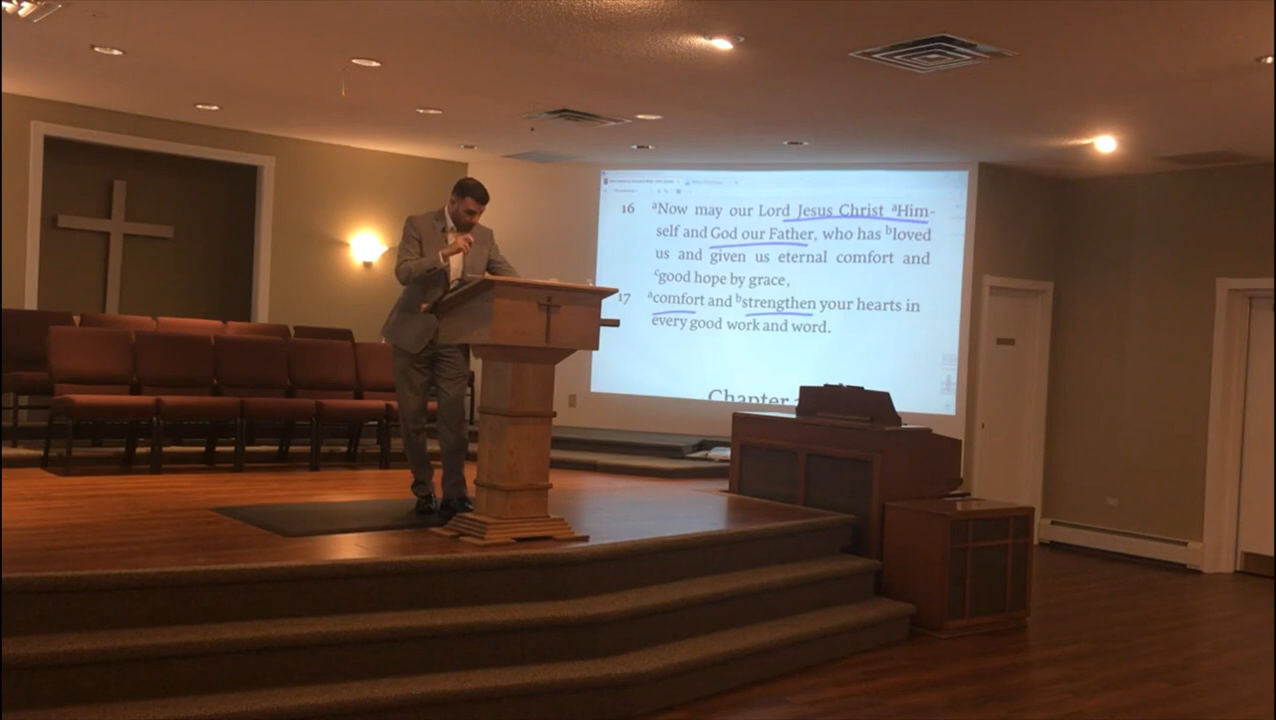 16 ᵃNow may our Lord Jesus Christ ᵃHim-
self and God our Father, who has ᵇloved
us and given us eternal comfort and
ᶜgood hope by grace,
17 ᵃcomfort and ᵇstrengthen your hearts in
every good work and word.
Chapter